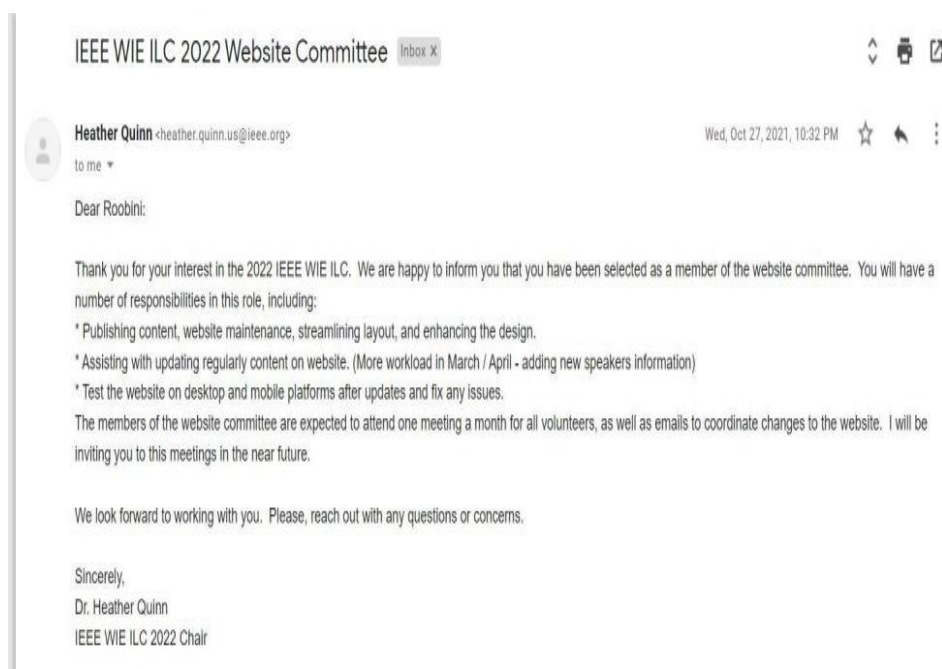 IEEE WIE ILC 2022 Website Committee Inbox x
Heather Quinn <heather.quinn.us@ieee.org> Wed, Oct 27, 2021, 10:32 PM
to me
Dear Roobini:
Thank you for your interest in the 2022 IEEE WIE ILC. We are happy to inform you that you have been selected as a member of the website committee. You will have a
number of responsibilities in this role, including:
* Publishing content, website maintenance, streamlining layout, and enhancing the design.
* Assisting with updating regularly content on website. (More workload in March / April - adding new speakers information)
* Test the website on desktop and mobile platforms after updates and fix any issues.
The members of the website committee are expected to attend one meeting a month for all volunteers, as well as emails to coordinate changes to the website. I will be
inviting you to this meetings in the near future.
We look forward to working with you. Please, reach out with any questions or concerns.
Sincerely,
Dr. Heather Quinn
IEEE WIE ILC 2022 Chair